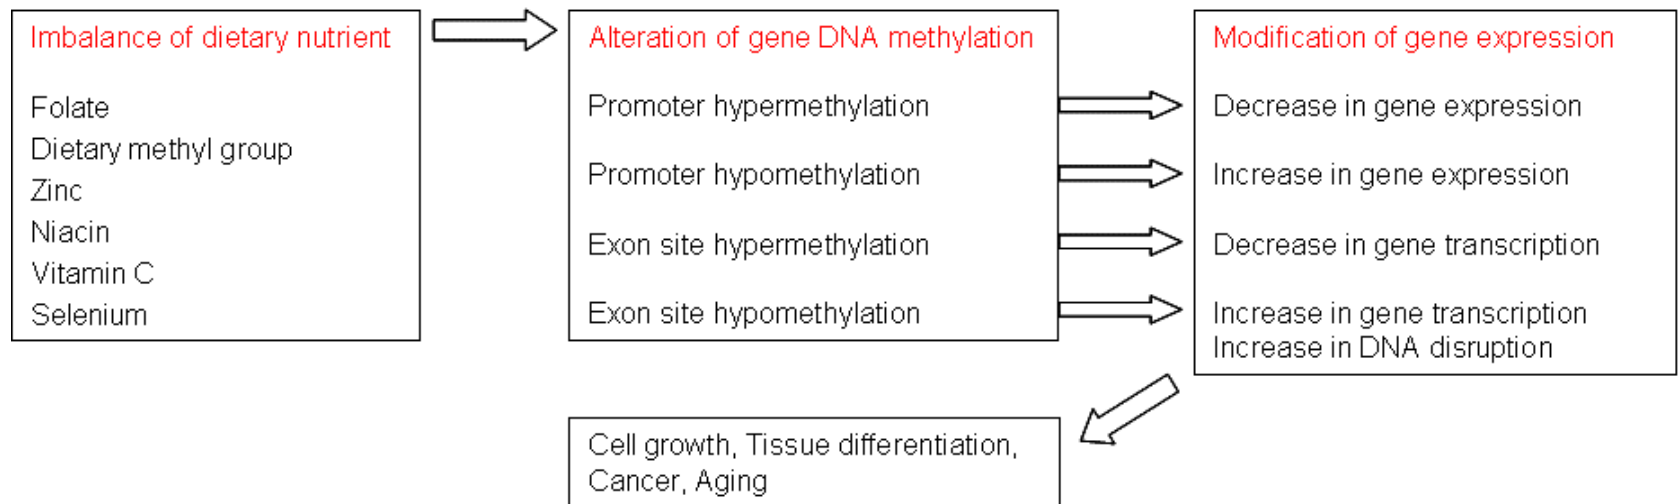 Imbalance of dietary nutrient
Folate
Dietary methyl group
Zinc
Niacin
Vitamin C
Selenium
Alteration of gene DNA methylation
Promoter hypermethylation
Promoter hypomethylation
Exon site hypermethylation
Exon site hypomethylation
Modification of gene expression
Decrease in gene expression
Increase in gene expression
Decrease in gene transcription
Increase in gene transcription
Increase in DNA disruption
Cell growth, Tissue differentiation,
Cancer, Aging